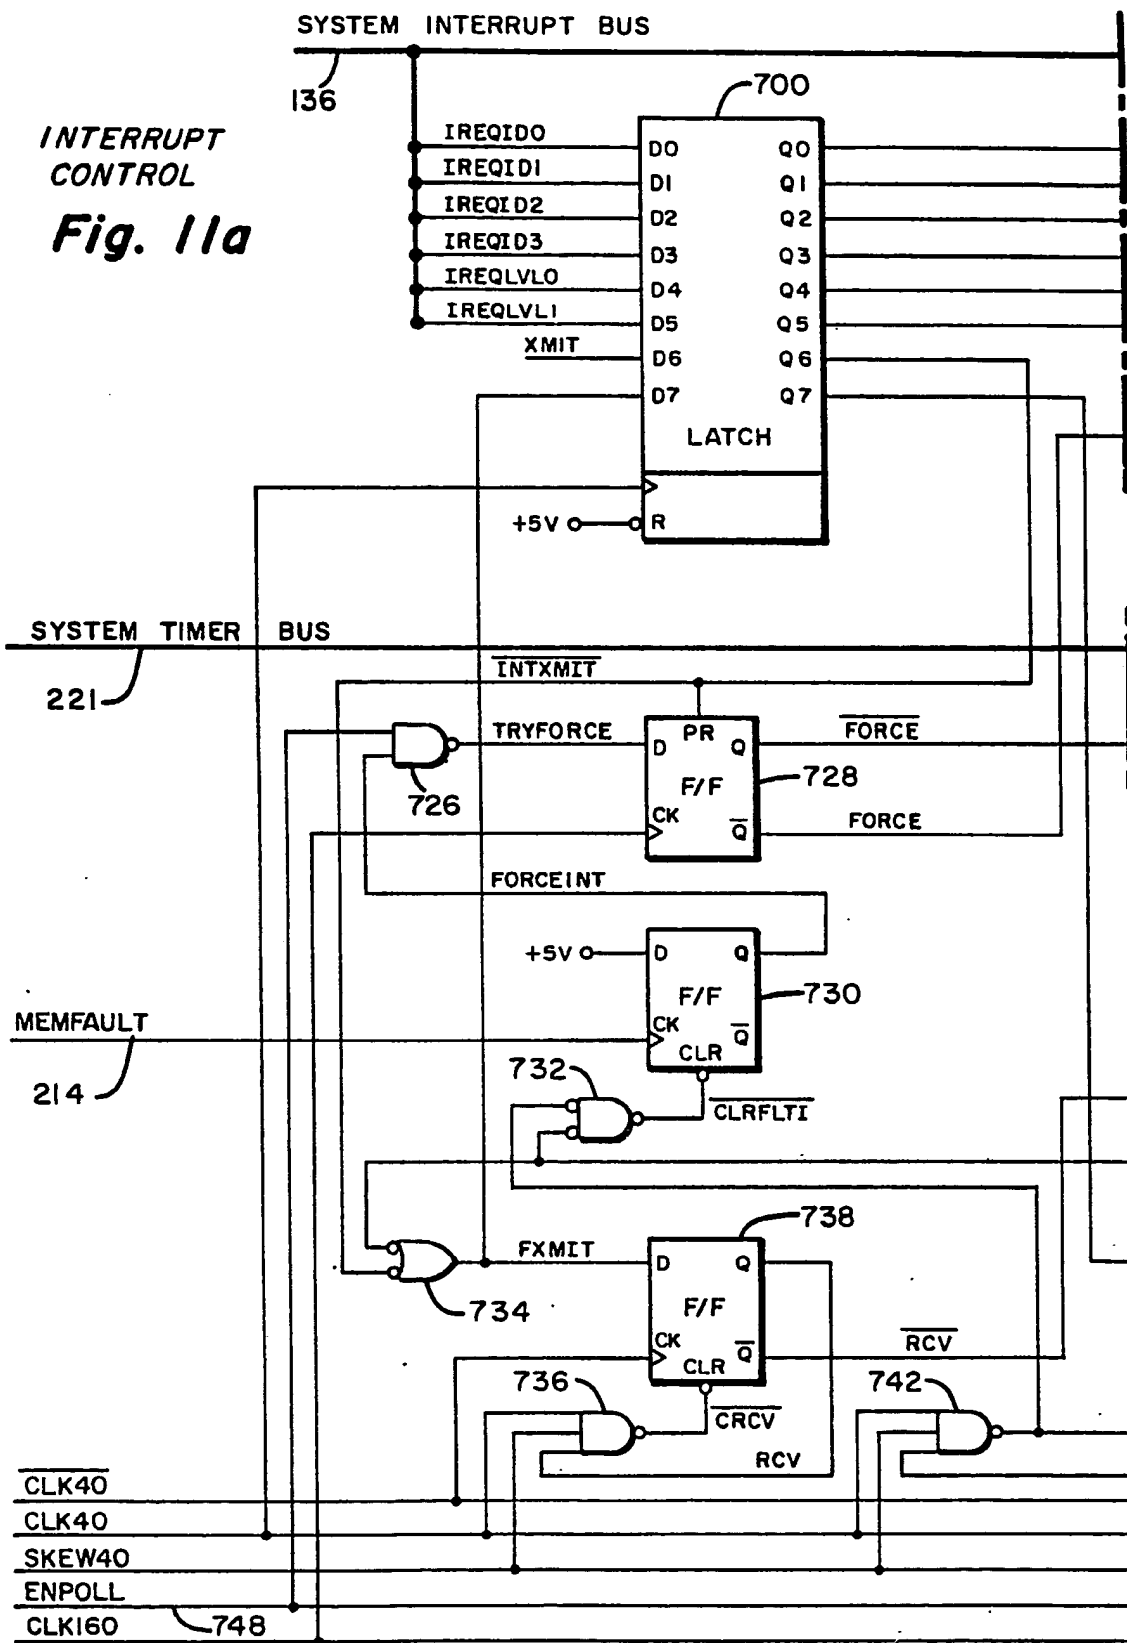 SYSTEM INTERRUPT BUS
136
700
INTERRUPT
CONTROL
Fig. 11a
IREQID0
IREQID1
IREQID2
IREQID3
IREQLVL0
IREQLVL1
XMIT
D0 Q0
D1 Q1
D2 Q2
D3 Q3
D4 Q4
D5 Q5
D6 Q6
D7 Q7
LATCH
+5V R
SYSTEM TIMER BUS
221
INTXMIT
TRYFORCE
D PR Q
FORCE
726
F/F
728
CK Q
FORCE
FORCEINT
+5V
D Q
F/F
730
MEMFAULT
CK Q
CLR
214
732
CLRFLTI
738
FXMIT
D Q
734
F/F
CK Q
CLR
RCV
736
742
CRCV
RCV
CLK40
CLK40
SKEW40
ENPOLL
748
CLK160